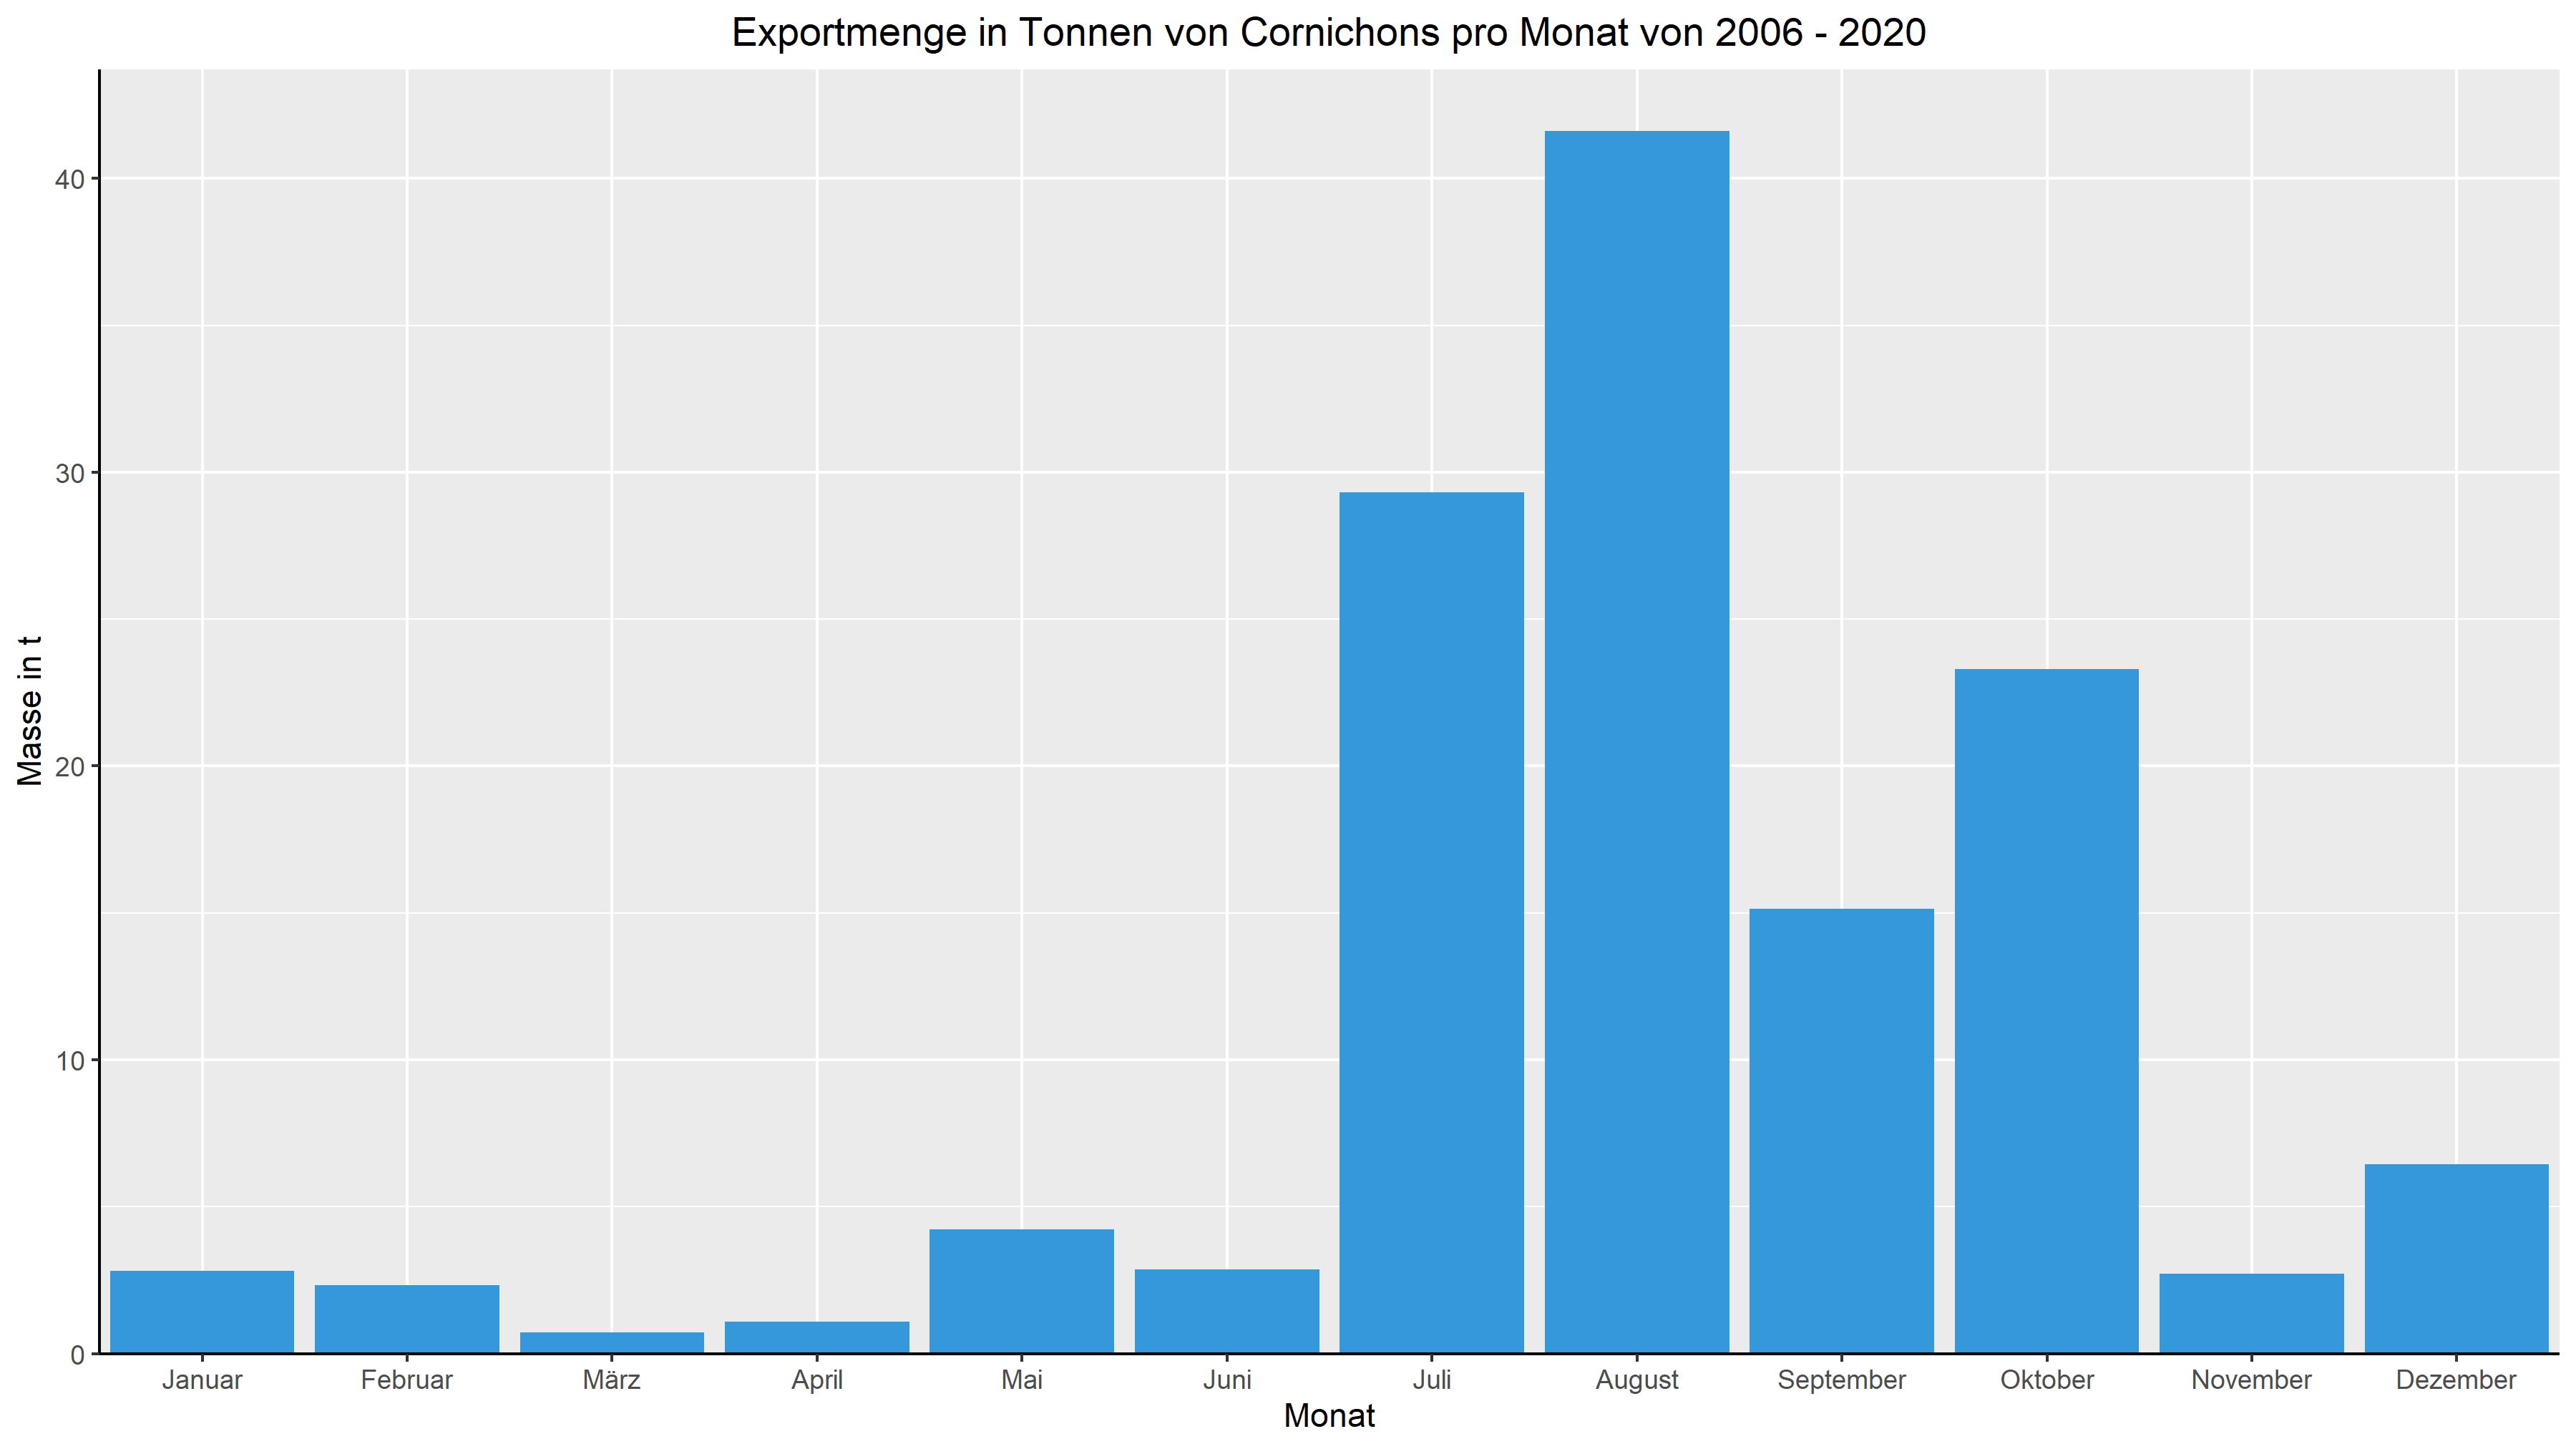 Exportmenge in Tonnen von Cornichons pro Monat von 2006 - 2020
Masse in t
40
30
20
10
0
Januar Februar März April Mai Juni Juli August September Oktober November Dezember
Monat